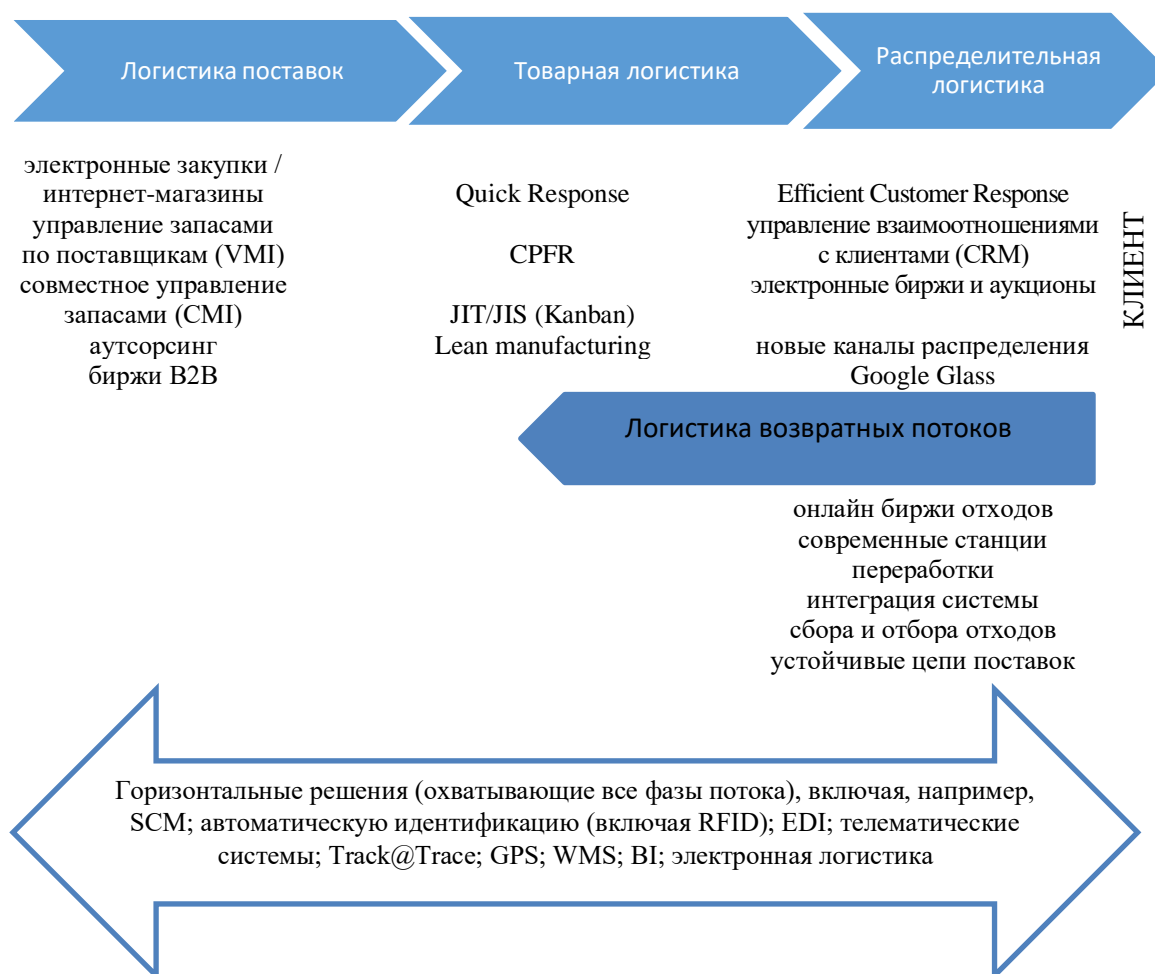 Логистика поставок
Товарная логистика
Распределительная
логистика
электронные закупки /
интернет-магазины
управление запасами
по поставщикам (VMI)
совместное управление
запасами (CMI)
аутсорсинг
биржи B2B
Quick Response
CPFR
JIT/JIS (Kanban)
Lean manufacturing
Efficient Customer Response
управление взаимоотношениями
с клиентами (CRM)
электронные биржи и аукционы
новые каналы распределения
Google Glass
КЛИЕНТ
Логистика возвратных потоков
онлайн биржи отходов
современные станции
переработки
интеграция системы
сбора и отбора отходов
устойчивые цепи поставок
Горизонтальные решения (охватывающие все фазы потока), включая, например,
SCM; автоматическую идентификацию (включая RFID); EDI; телематические
системы; Track@Trace; GPS; WMS; BI; электронная логистика